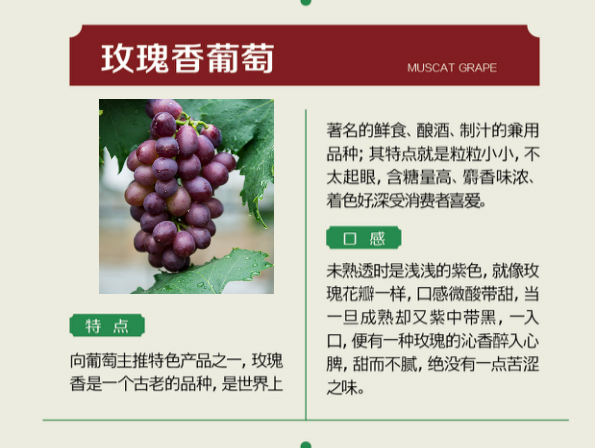 玫瑰香葡萄
MUSCAT GRAPE
特点
向葡萄主推特色产品之一，玫瑰
香是一个古老的品种，是世界上
著名的鲜食、酿酒、制汁的兼用
品种；其特点就是粒粒小小，不
太起眼，含糖量高、麝香味浓、
着色好，深受消费者喜爱。
口感
未熟透时是浅浅的紫色，就像玫
瑰花瓣一样，口感微酸带甜，当
一旦成熟却又紫中带黑，一入
口，便有一种玫瑰的沁香醉入心
脾，甜而不腻，绝没有一点苦涩
之味。